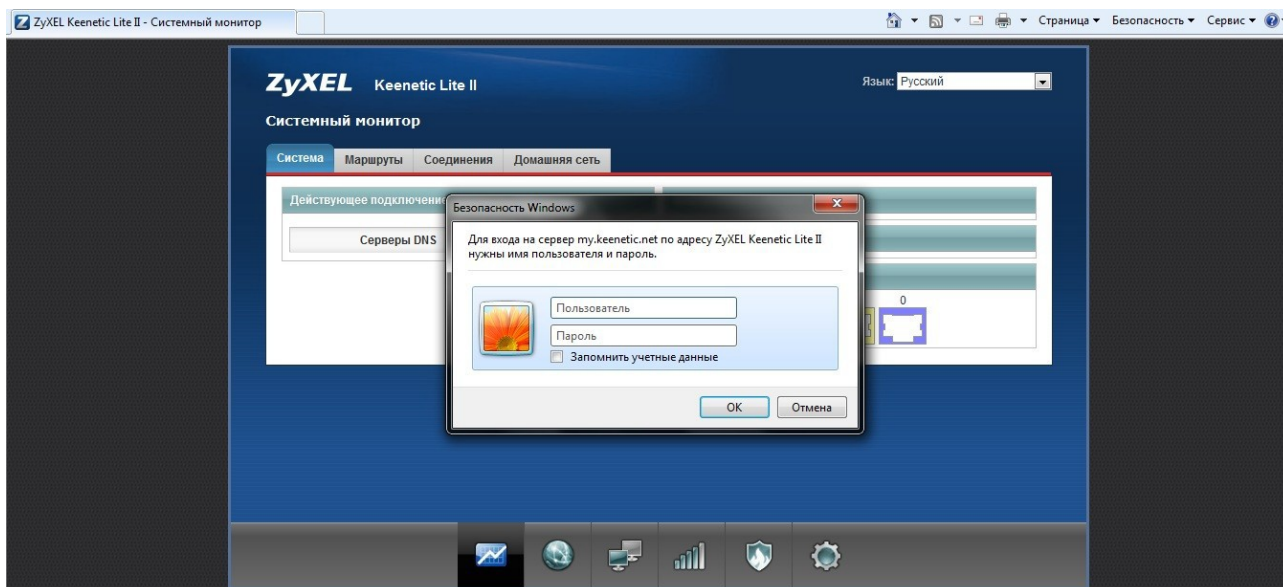 ZyXEL Keenetic Lite II - Системный монитор
Страница
Безопасность
Сервис
ZyXEL Keenetic Lite II
Язык: Русский
Системный монитор
Система
Маршруты
Соединения
Домашняя сеть
Действующее подключение
Серверы DNS
0
Безопасность Windows
Для входа на сервер my.keenetic.net по адресу ZyXEL Keenetic Lite II
нужны имя пользователя и пароль.
Пользователь
Пароль
Запомнить учетные данные
OK
Отмена